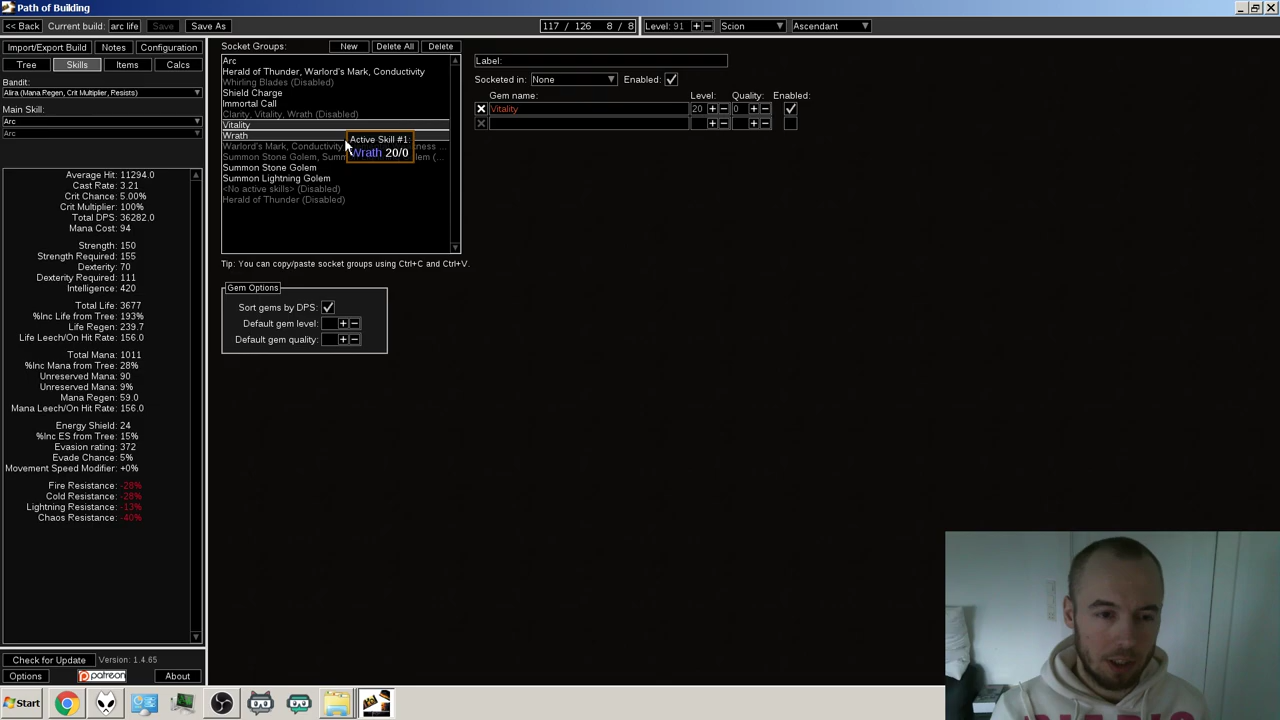 Path of Building
<< Back
Current build: arc life
Save
Save As
117 / 126 8 / 8
Level: 91 + −
Scion
Ascendant
Import/Export Build
Notes
Configuration
Tree
Skills
Items
Calcs
Bandit:
Alira (Mana Regen, Crit Multiplier, Resists)
Main Skill:
Arc
Arc
Average Hit: 11294.0
Cast Rate: 3.21
Crit Chance: 5.00%
Crit Multiplier: 100%
Total DPS: 36282.0
Mana Cost: 94
Strength: 150
Strength Required: 155
Dexterity: 70
Dexterity Required: 111
Intelligence: 420
Total Life: 3677
%Inc Life from Tree: 193%
Life Regen: 239.7
Life Leech/On Hit Rate: 156.0
Total Mana: 1011
%Inc Mana from Tree: 28%
Unreserved Mana: 90
Unreserved Mana: 9%
Mana Regen: 59.0
Mana Leech/On Hit Rate: 156.0
Energy Shield: 24
%Inc ES from Tree: 15%
Evasion rating: 372
Evade Chance: 5%
Movement Speed Modifier: +0%
Fire Resistance: -28%
Cold Resistance: -28%
Lightning Resistance: -13%
Chaos Resistance: -40%
Check for Update
Version: 1.4.65
Options
patreon
About
Socket Groups:
New
Delete All
Delete
Arc
Herald of Thunder, Warlord's Mark, Conductivity
Whirling Blades (Disabled)
Shield Charge
Immortal Call
Clarity, Vitality, Wrath (Disabled)
Vitality
Wrath
Warlord's Mark, Conductivity
Summon Stone Golem,
Summon Stone Golem
Summon Lightning Golem
<No active skills> (Disabled)
Herald of Thunder (Disabled)
Active Skill #1:
Wrath 20/0
Tip: You can copy/paste socket groups using Ctrl+C and Ctrl+V.
Gem Options
Sort gems by DPS:
Default gem level: + −
Default gem quality: + −
Label:
Socketed in: None
Enabled:
Gem name: Level: Quality: Enabled:
Vitality 20 + − 0 + −
Start